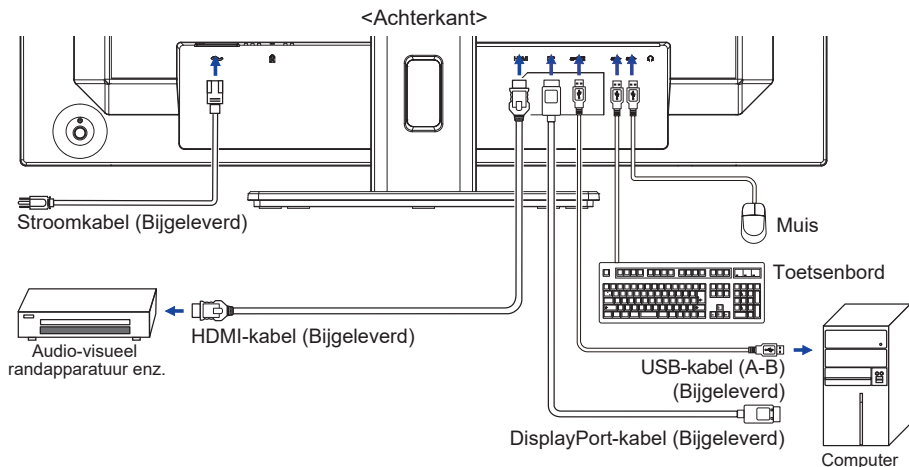 <Achterkant>
Stroomkabel (Bijgeleverd)
Muis
Toetsenbord
HDMI-kabel (Bijgeleverd)
Audio-visueel
randapparatuur enz.
USB-kabel (A-B)
(Bijgeleverd)
DisplayPort-kabel (Bijgeleverd)
Computer